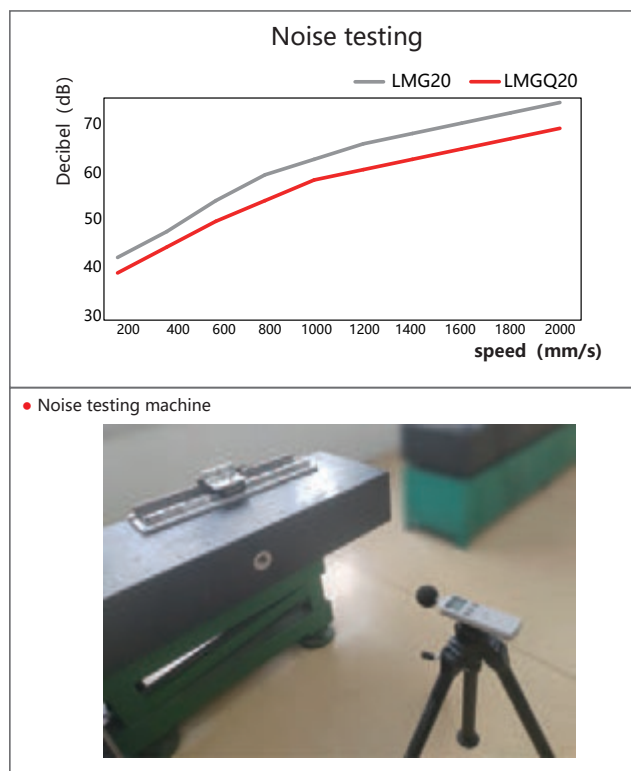 Noise testing
LMG20 LMGQ20
Decibel (dB)
70
60
50
40
30
200 400 600 800 1000 1200 1400 1600 1800 2000
speed (mm/s)
• Noise testing machine